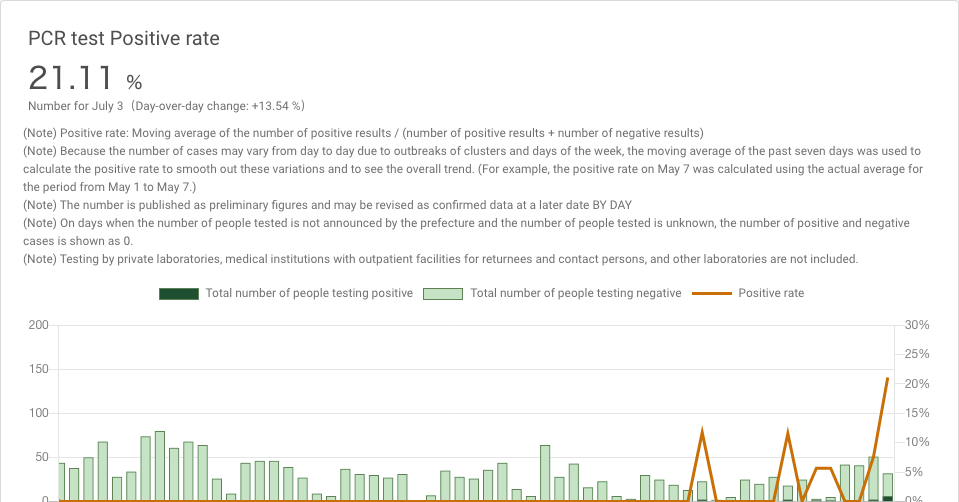 PCR test Positive rate
21.11 %
Number for July 3（Day-over-day change: +13.54 %）
(Note) Positive rate: Moving average of the number of positive results / (number of positive results + number of negative results)
(Note) Because the number of cases may vary from day to day due to outbreaks of clusters and days of the week, the moving average of the past seven days was used to
calculate the positive rate to smooth out these variations and to see the overall trend. (For example, the positive rate on May 7 was calculated using the actual average for
the period from May 1 to May 7.)
(Note) The number is published as preliminary figures and may be revised as confirmed data at a later date BY DAY
(Note) On days when the number of people tested is not announced by the prefecture and the number of people tested is unknown, the number of positive and negative
cases is shown as 0.
(Note) Testing by private laboratories, medical institutions with outpatient facilities for returnees and contact persons, and other laboratories are not included.
Total number of people testing positive Total number of people testing negative Positive rate
200 30%
25%
150
20%
100 15%
10%
50
5%
0 0%